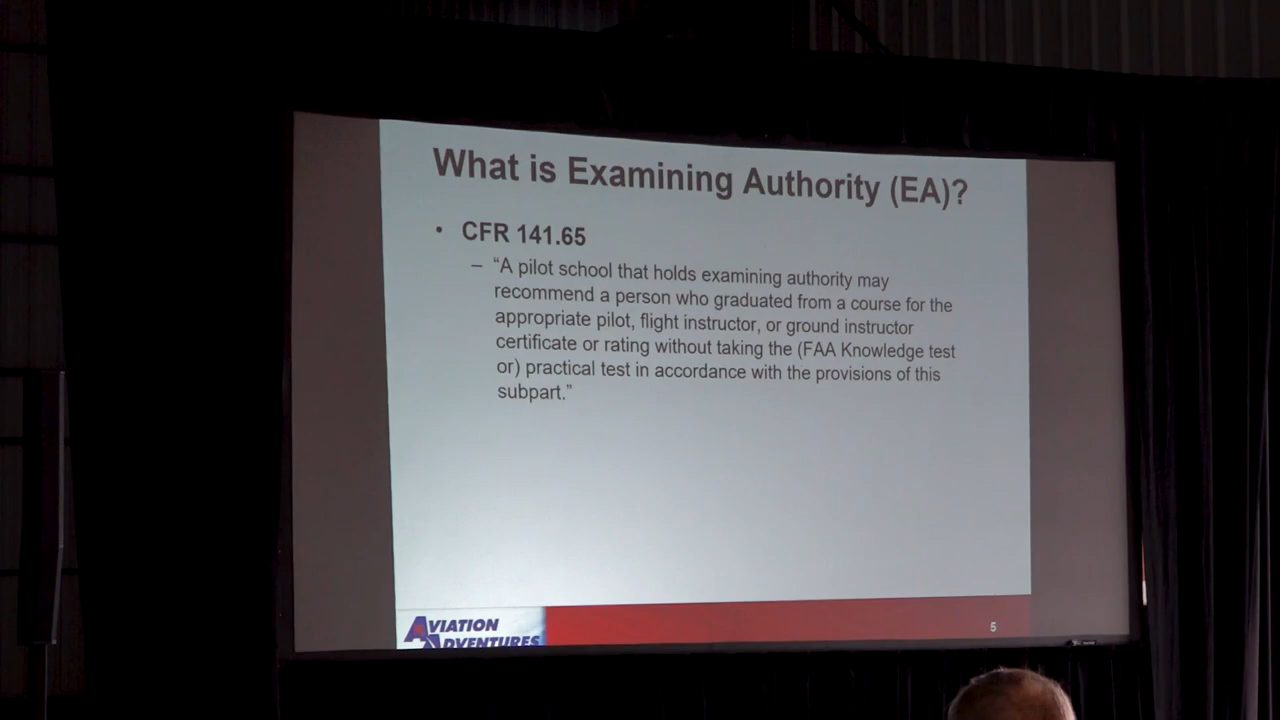 What is Examining Authority (EA)?
• CFR 141.65
– “A pilot school that holds examining authority may
recommend a person who graduated from a course for the
appropriate pilot, flight instructor, or ground instructor
certificate or rating without taking the (FAA Knowledge test
or) practical test in accordance with the provisions of this
subpart.”
AVIATION
ADVENTURES
5